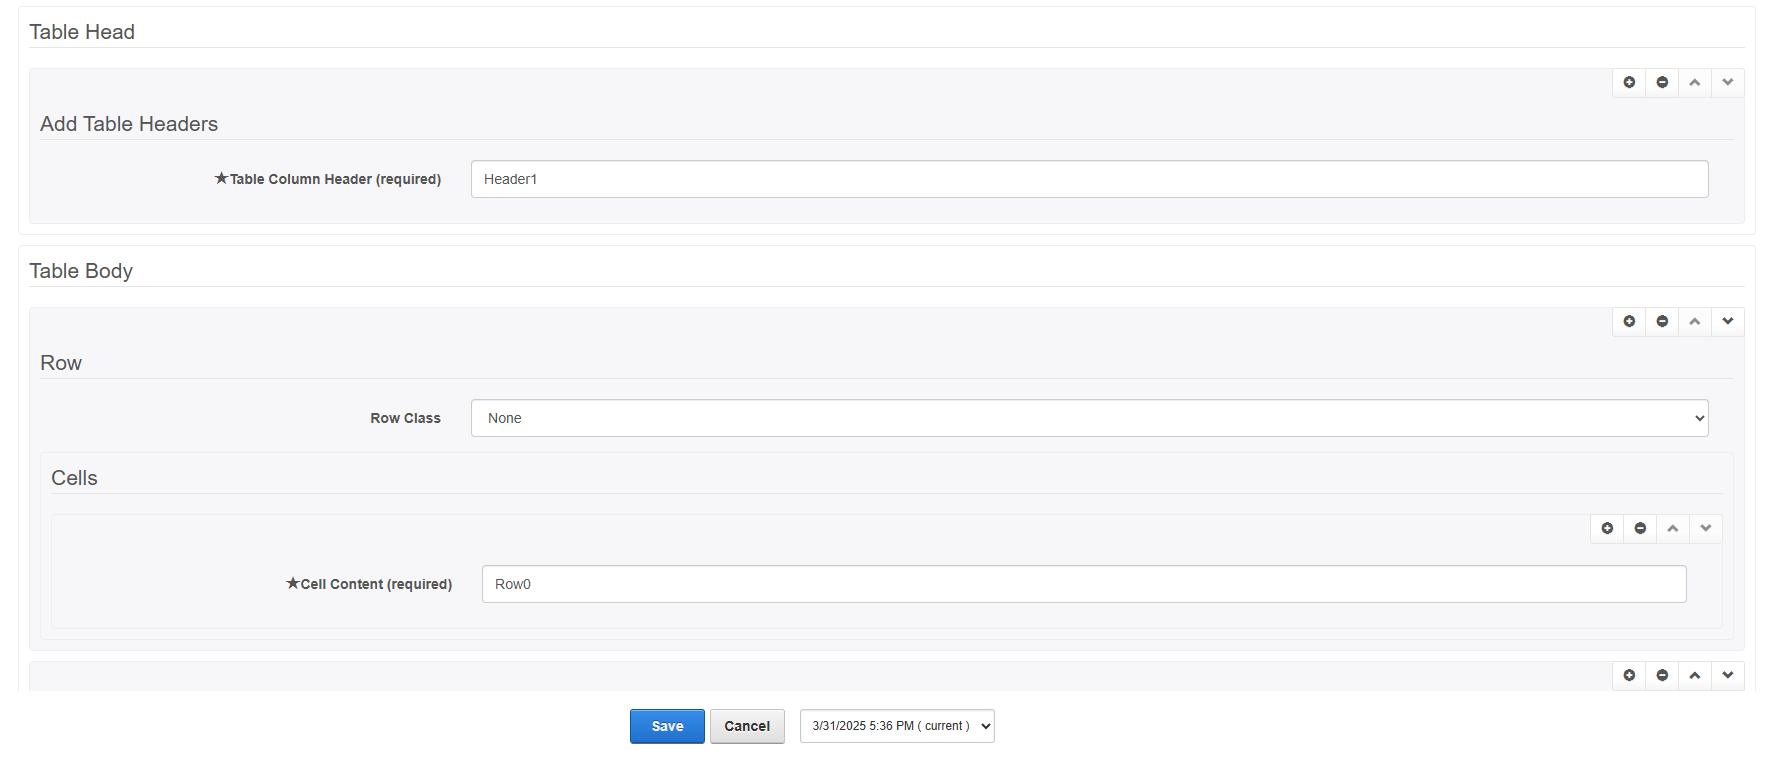 Table Head
Add Table Headers
★Table Column Header (required)
Header1
Table Body
Row
Row Class
None
Cells
★Cell Content (required)
Row0
Save
Cancel
3/31/2025 5:36 PM ( current )